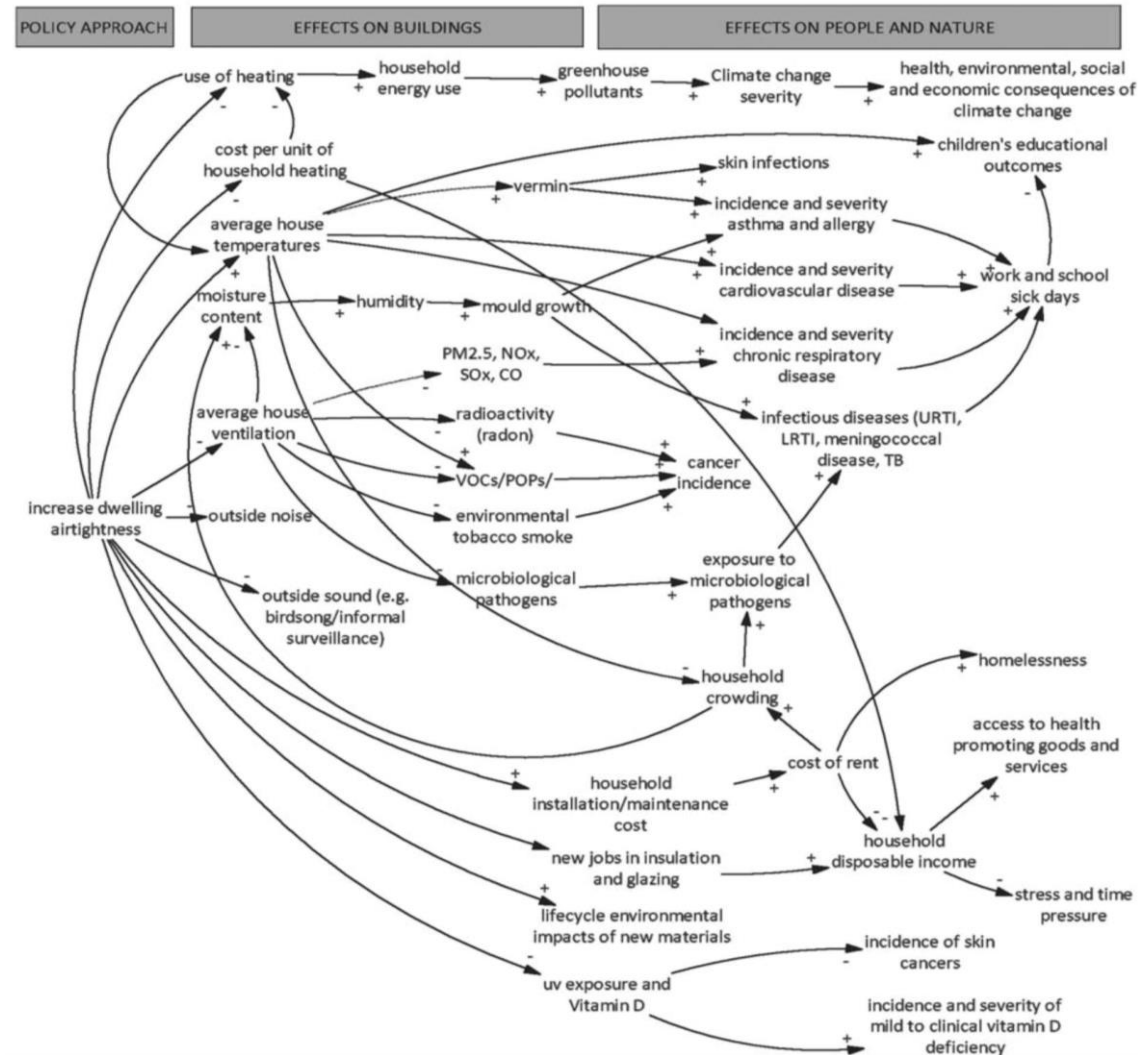 POLICY APPROACH
EFFECTS ON BUILDINGS
EFFECTS ON PEOPLE AND NATURE
use of heating
household
energy use
greenhouse
pollutants
Climate change
severity
health, environmental, social
and economic consequences of
climate change
+
+
+
+
-
-
cost per unit of
household heating
-
children's educational
outcomes
+
-
skin infections
+
vermin
+
incidence and severity
asthma and allergy
+
+
average house
temperatures
+
incidence and severity
cardiovascular disease
+
work and school
sick days
+
+
+
moisture
content
+ -
humidity
+
mould growth
+
incidence and severity
chronic respiratory
disease
+
PM2.5, NOx,
SOx, CO
-
average house
ventilation
-
radioactivity
(radon)
-
+
infectious diseases (URTI,
LRTI, meningococcal
disease, TB
+
+
VOCs/POPs/
-
cancer
incidence
+
+
+
increase dwelling
airtightness
outside noise
-
environmental
tobacco smoke
-
outside sound (e.g.
birdsong/informal
surveillance)
-
microbiological
pathogens
-
exposure to
microbiological
pathogens
+
+
household
crowding
-
+
homelessness
+
access to health
promoting goods and
services
+
cost of rent
+
household
installation/maintenance
cost
+
household
disposable income
- -
+
new jobs in insulation
and glazing
stress and time
pressure
-
lifecycle environmental
impacts of new materials
+
incidence of skin
cancers
-
uv exposure and
Vitamin D
-
incidence and severity of
mild to clinical vitamin D
deficiency
+